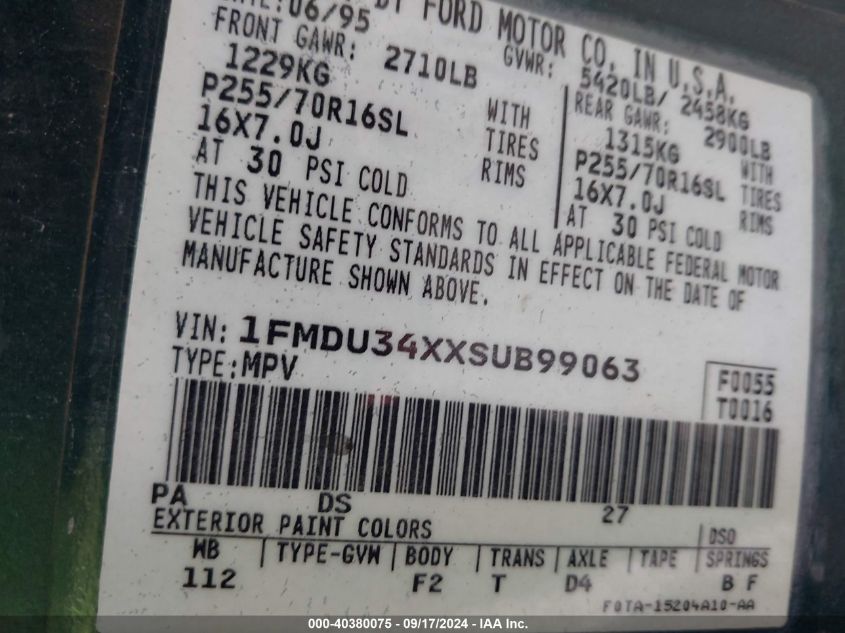 :06/95
BY FORD MOTOR CO. IN U.S.A.
FRONT GAWR: 2710LB
1229KG
P255/70R16SL WITH
16X7.0J TIRES
AT 30 PSI COLD RIMS
GVWR: 5420LB/ 2458KG
REAR GAWR: 2900LB
1315KG WITH
P255/70R16SL TIRES
16X7.0J RIMS
AT 30 PSI COLD
THIS VEHICLE CONFORMS TO ALL APPLICABLE FEDERAL MOTOR
VEHICLE SAFETY STANDARDS IN EFFECT ON THE DATE OF
MANUFACTURE SHOWN ABOVE.
VIN: 1FMDU34XXSUB99063
TYPE:MPV
F0055
T0016
PA DS 27
EXTERIOR PAINT COLORS DSO
WB TYPE-GVW BODY TRANS AXLE TAPE SPRINGS
112 F2 T D4 B F
F0TA-15204A10-AA
000-40380075 - 09/17/2024 - IAA Inc.